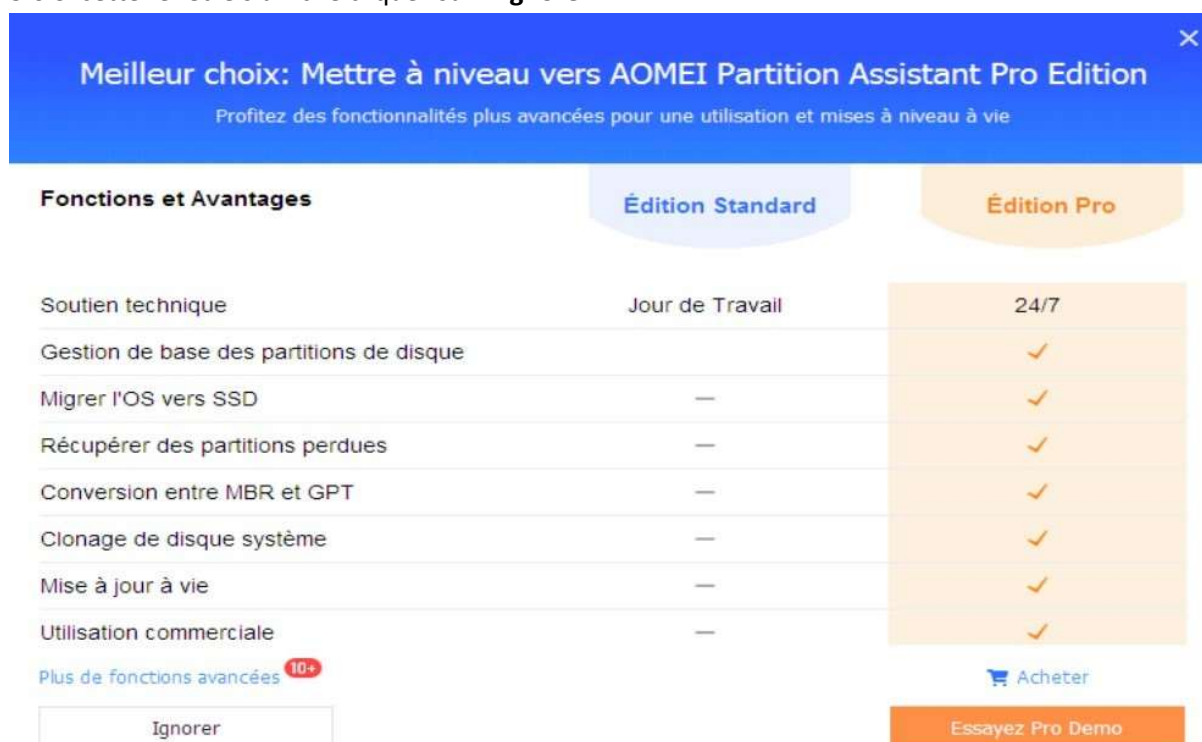 Meilleur choix: Mettre à niveau vers AOMEI Partition Assistant Pro Edition
Profitez des fonctionnalités plus avancées pour une utilisation et mises à niveau à vie
Fonctions et Avantages Édition Standard Édition Pro
Soutien technique Jour de Travail 24/7
Gestion de base des partitions de disque
Migrer l'OS vers SSD
Récupérer des partitions perdues
Conversion entre MBR et GPT
Clonage de disque système
Mise à jour à vie
Utilisation commerciale
Plus de fonctions avancées 10+ Acheter
Ignorer Essayez Pro Demo